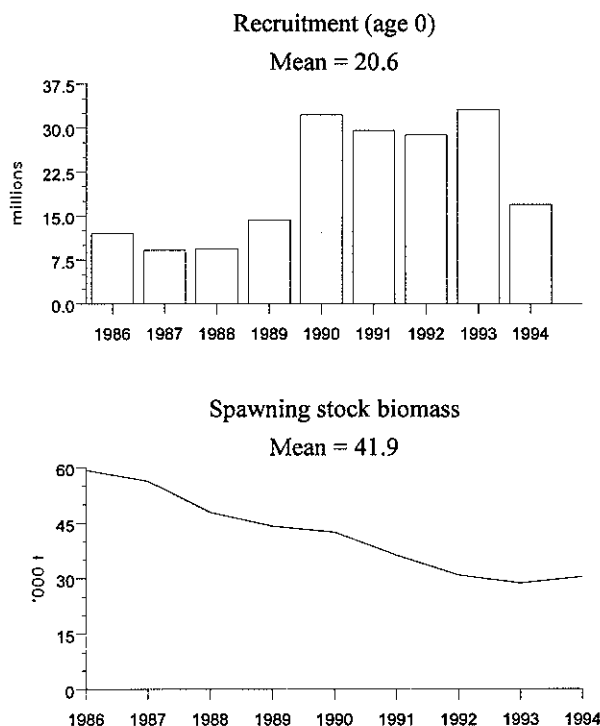 Recruitment (age 0)
Mean = 20.6
37.5
30.0
22.5
15.0
7.5
0.0
millions
1986 1987 1988 1989 1990 1991 1992 1993 1994
Spawning stock biomass
Mean = 41.9
60
45
30
15
0
'000 t
1986 1987 1988 1989 1990 1991 1992 1993 1994